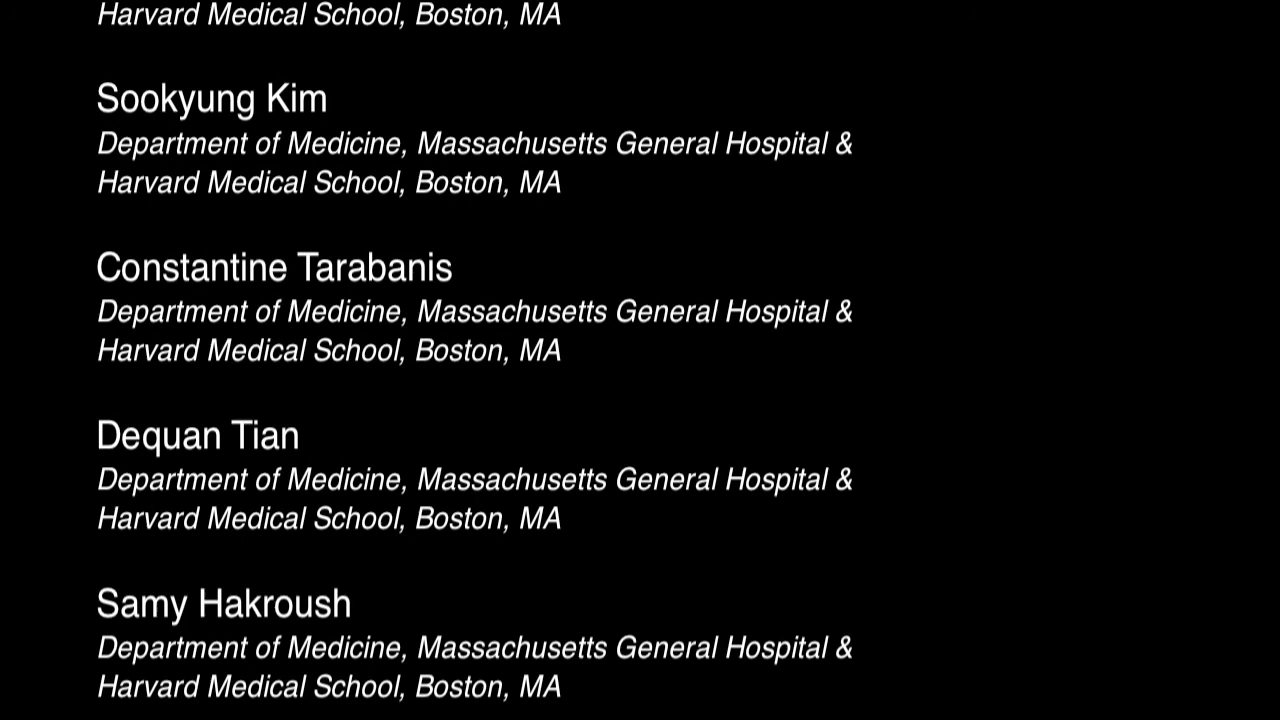 Harvard Medical School, Boston, MA
Sookyung Kim
Department of Medicine, Massachusetts General Hospital &
Harvard Medical School, Boston, MA
Constantine Tarabanis
Department of Medicine, Massachusetts General Hospital &
Harvard Medical School, Boston, MA
Dequan Tian
Department of Medicine, Massachusetts General Hospital &
Harvard Medical School, Boston, MA
Samy Hakroush
Department of Medicine, Massachusetts General Hospital &
Harvard Medical School, Boston, MA